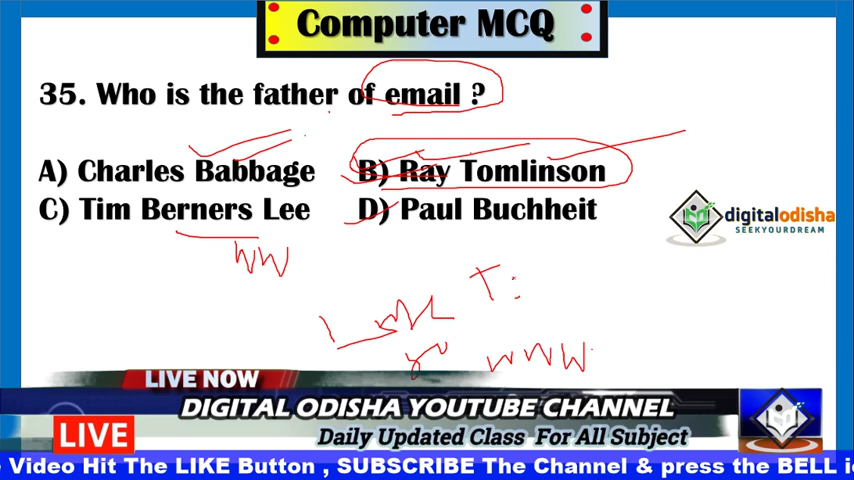 Computer MCQ
35. Who is the father of email ?
A) Charles Babbage B) Ray Tomlinson
C) Tim Berners Lee D) Paul Buchheit
digitalodisha
SEEKYOURDREAM
WW
T:
WWW
LIVE NOW
DIGITAL ODISHA YOUTUBE CHANNEL
LIVE
Daily Updated Class For All Subject
Video Hit The LIKE Button , SUBSCRIBE The Channel & press the BELL